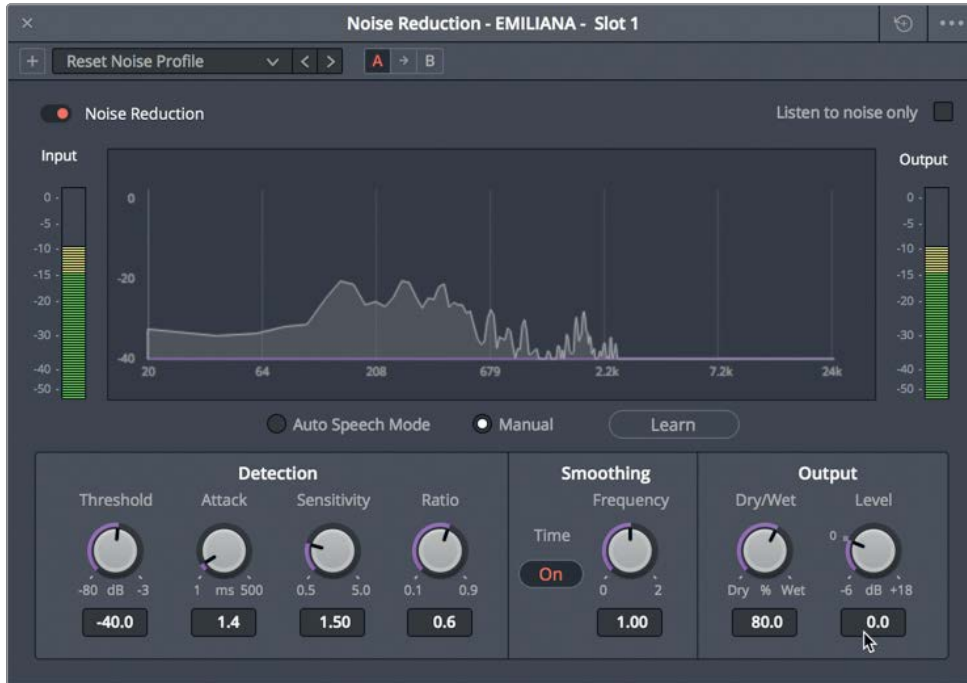 × Noise Reduction - EMILIANA - Slot 1 •••
+ Reset Noise Profile < > A → B
Noise Reduction
Listen to noise only
Input
0 -
-5 -
-10 -
-15 -
-20 -
-30 -
-40 -
-50 -
0
-20
-40
20 64 208 679 2.2k 7.2k 24k
Output
0 -
-5 -
-10 -
-15 -
-20 -
-30 -
-40 -
-50 -
Auto Speech Mode Manual Learn
Detection
Threshold Attack Sensitivity Ratio
-80 dB -3 1 ms 500 0.5 5.0 0.1 0.9
-40.0 1.4 1.50 0.6
Smoothing
Frequency
Time
On
0 2
1.00
Output
Dry/Wet Level
0
Dry % Wet -6 dB +18
80.0 0.0